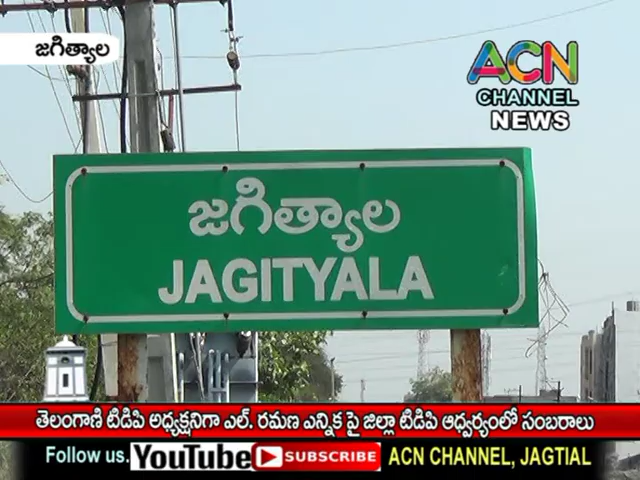 జగిత్యాల
ACN
CHANNEL
NEWS
జగిత్యాల
JAGITYALA
తెలంగాణి టిడిపి అధ్యక్షనిగా ఎల్. రమణ ఎన్నిక పై జిల్లా టిడిపి ఆధ్వర్యంలో సంబరాలు
Follow us. YouTube SUBSCRIBE ACN CHANNEL, JAGTIAL